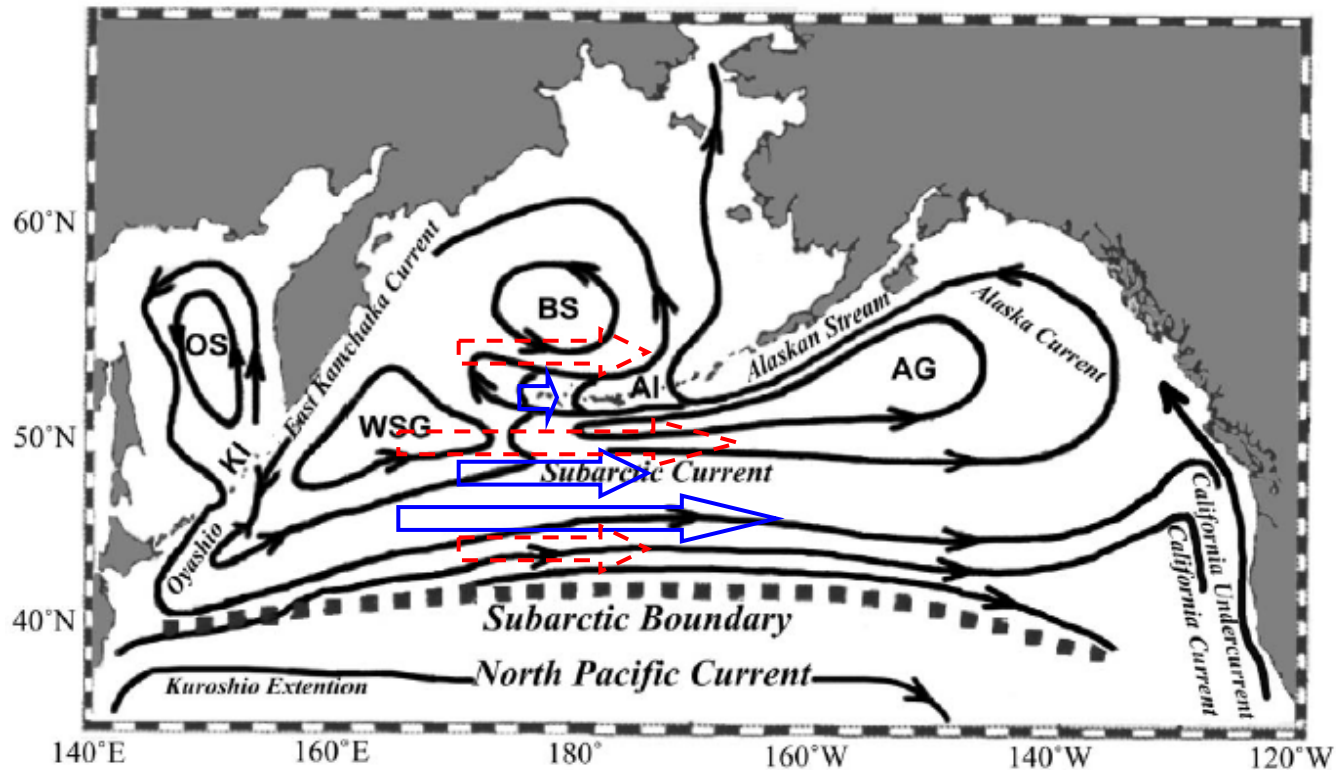 60°N
50°N
40°N
BS
OS
East Kamchatka Current
AI
Alaskan Stream
Alaska Current
AG
WSG
KI
Subarctic Current
Oyashio
California Undercurrent
California Current
Subarctic Boundary
North Pacific Current
Kuroshio Extention
140°E
160°E
180°
160°W
140°W
120°W